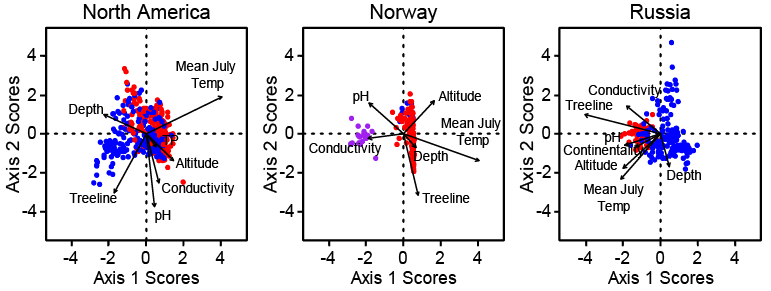 North America
Norway
Russia
Axis 2 Scores
4
2
0
-2
-4
Mean July
Temp
Depth
P
Altitude
Conductivity
Treeline
pH
-4
-2
0
2
4
Axis 1 Scores
Axis 2 Scores
4
2
0
-2
-4
pH
Altitude
Mean July
Temp
Conductivity
Depth
Treeline
-4
-2
0
2
4
Axis 1 Scores
Axis 2 Scores
4
2
0
-2
-4
Conductivity
Treeline
pH
Continentality
Altitude
Depth
Mean July
Temp
-4
-2
0
2
4
Axis 1 Scores